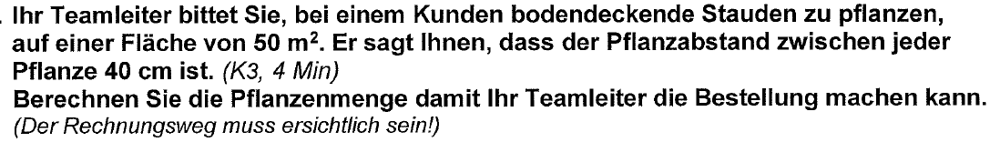 . Ihr Teamleiter bittet Sie, bei einem Kunden bodendeckende Stauden zu pflanzen,
auf einer Fläche von 50 m². Er sagt Ihnen, dass der Pflanzabstand zwischen jeder
Pflanze 40 cm ist. (K3, 4 Min)
Berechnen Sie die Pflanzenmenge damit Ihr Teamleiter die Bestellung machen kann.
(Der Rechnungsweg muss ersichtlich sein!)